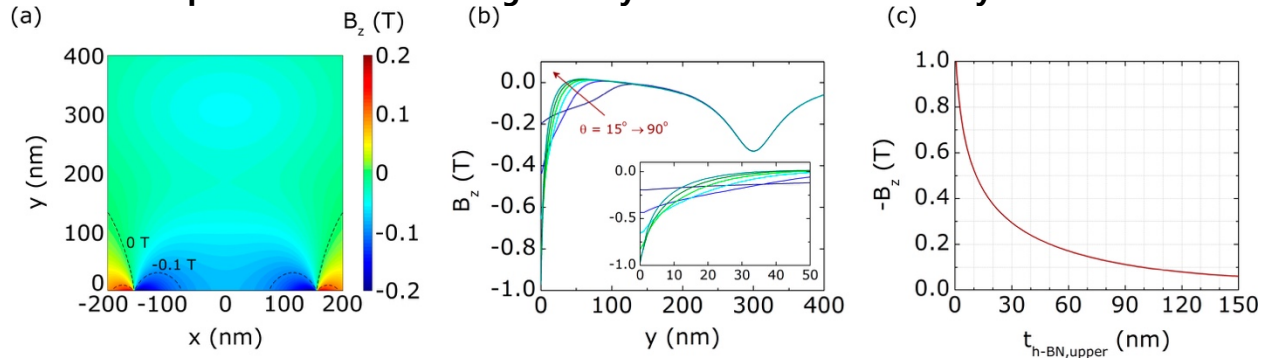 (a)
B_z (T)
400
300
200
100
0
y (nm)
0 T
-0.1 T
-200
-100
0
100
200
x (nm)
0.2
0.1
0
-0.1
-0.2
(b)
0.0
-0.2
-0.4
-0.6
-0.8
-1.0
B_z (T)
θ = 15° → 90°
0.0
-0.5
-1.0
0 10 20 30 40 50
0 100 200 300 400
y (nm)
(c)
1.0
0.8
0.6
0.4
0.2
0.0
-B_z (T)
0 30 60 90 120 150
t_h-BN,upper (nm)